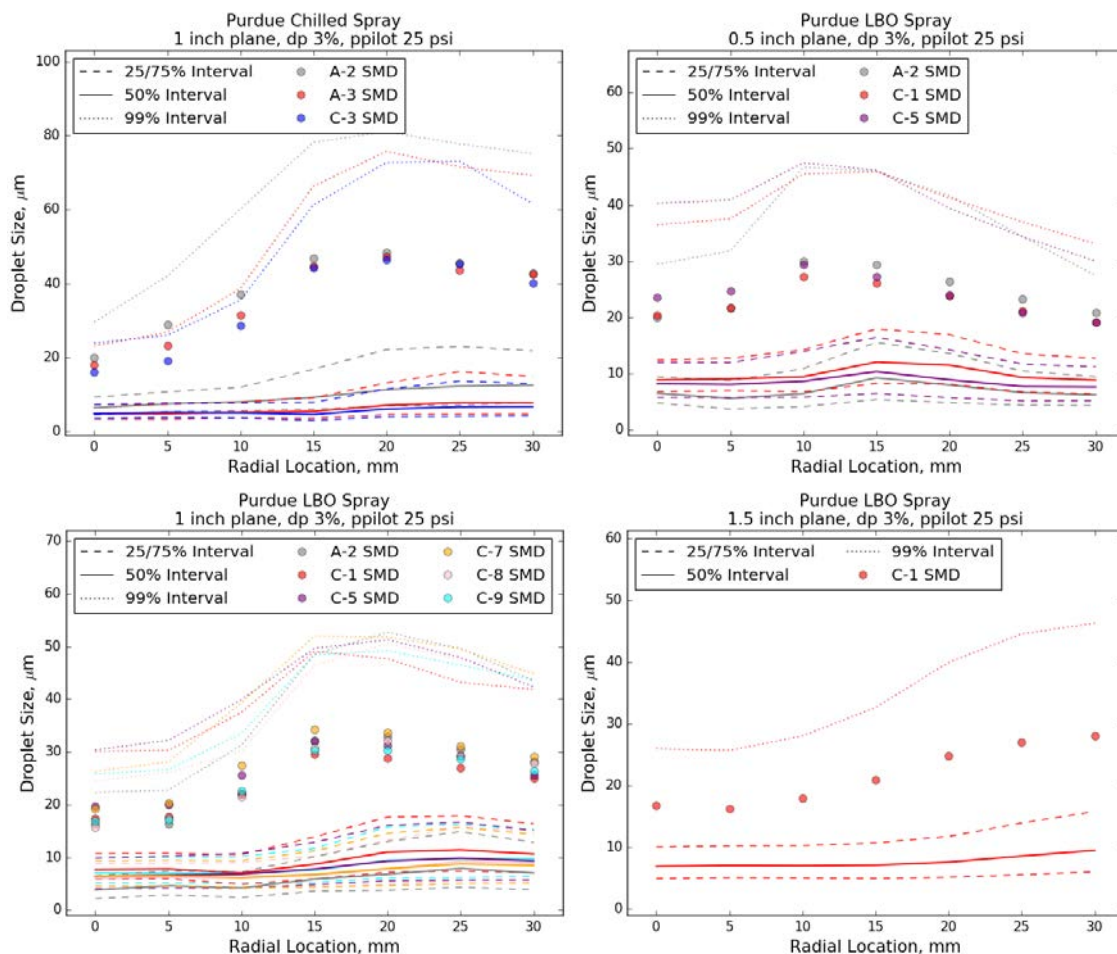 Purdue Chilled Spray
1 inch plane, dp 3%, ppilot 25 psi
100
80
60
40
20
0
Droplet Size, μm
25/75% Interval
50% Interval
99% Interval
A-2 SMD
A-3 SMD
C-3 SMD
0 5 10 15 20 25 30
Radial Location, mm
Purdue LBO Spray
0.5 inch plane, dp 3%, ppilot 25 psi
60
50
40
30
20
10
0
Droplet Size, μm
25/75% Interval
50% Interval
99% Interval
A-2 SMD
C-1 SMD
C-5 SMD
0 5 10 15 20 25 30
Radial Location, mm
Purdue LBO Spray
1 inch plane, dp 3%, ppilot 25 psi
70
60
50
40
30
20
10
0
Droplet Size, μm
25/75% Interval
50% Interval
99% Interval
A-2 SMD
C-1 SMD
C-5 SMD
C-7 SMD
C-8 SMD
C-9 SMD
0 5 10 15 20 25 30
Radial Location, mm
Purdue LBO Spray
1.5 inch plane, dp 3%, ppilot 25 psi
60
50
40
30
20
10
0
Droplet Size, μm
25/75% Interval
50% Interval
99% Interval
C-1 SMD
0 5 10 15 20 25 30
Radial Location, mm